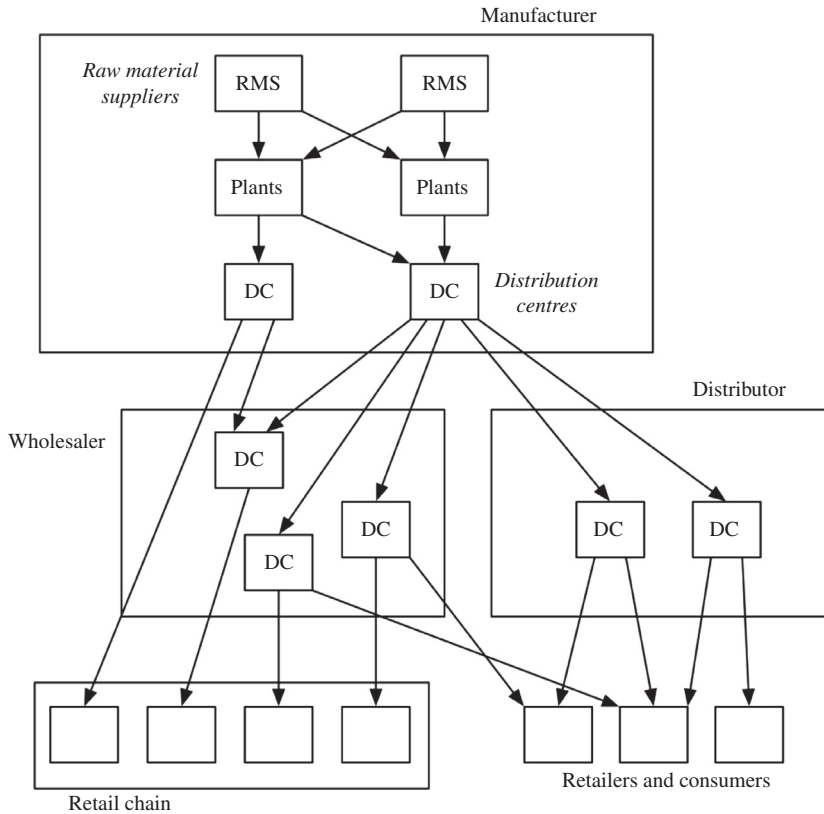 Manufacturer
Raw material
suppliers
RMS
RMS
Plants
Plants
DC
DC
Distribution
centres
Distributor
Wholesaler
DC
DC
DC
DC
DC
Retailers and consumers
Retail chain